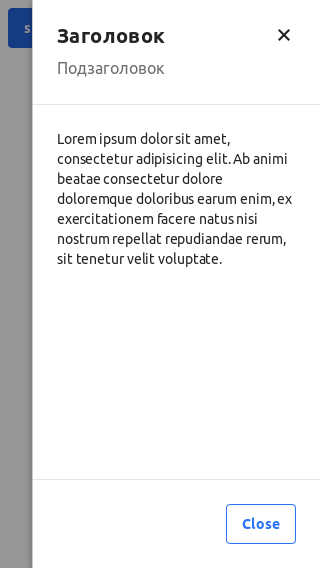 Заголовок
Подзаголовок
Lorem ipsum dolor sit amet,
consectetur adipisicing elit. Ab animi
beatae consectetur dolore
doloremque doloribus earum enim, ex
exercitationem facere natus nisi
nostrum repellat repudiandae rerum,
sit tenetur velit voluptate.
Close